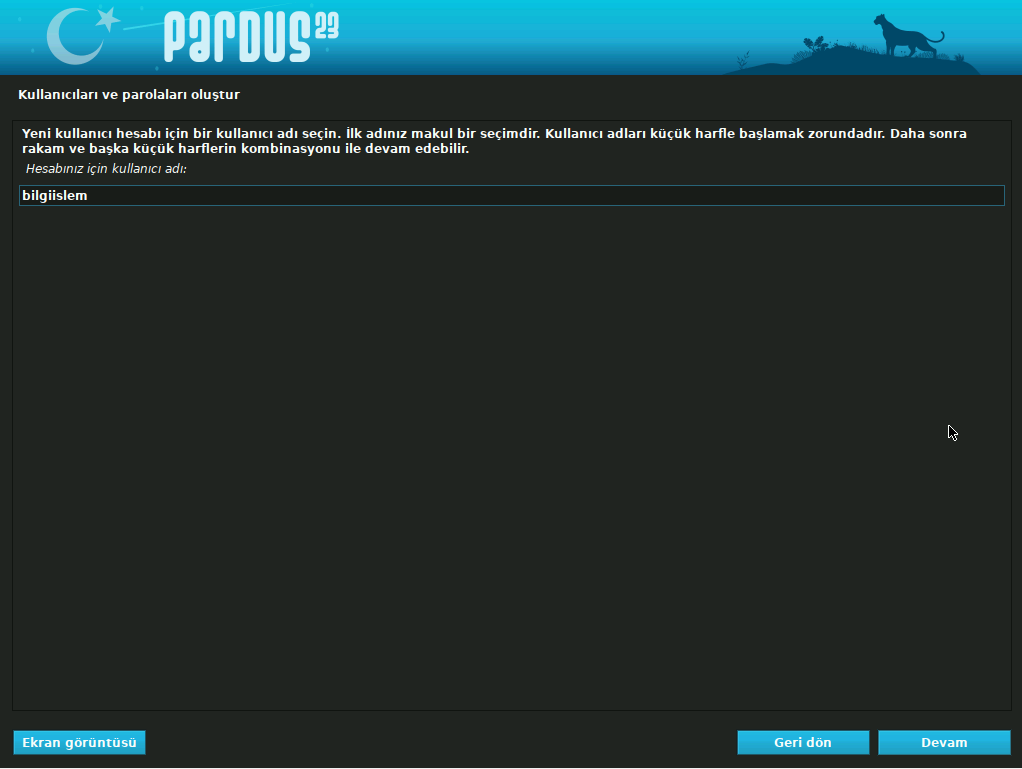 PARDUS 23
Kullanıcıları ve parolaları oluştur
Yeni kullanıcı hesabı için bir kullanıcı adı seçin. İlk adınız makul bir seçimdir. Kullanıcı adları küçük harfle başlamak zorundadır. Daha sonra
rakam ve başka küçük harflerin kombinasyonu ile devam edebilir.
Hesabınız için kullanıcı adı:
bilgiislem
Ekran görüntüsü
Geri dön
Devam